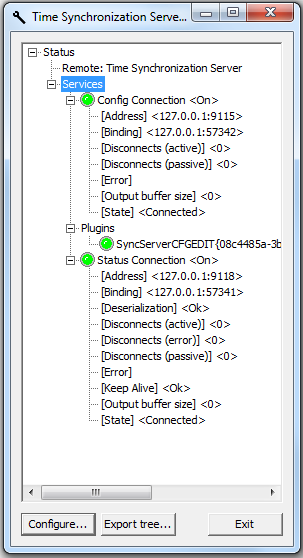 Time Synchronization Serve...
Status
Remote: Time Synchronization Server
Services
Config Connection <On>
[Address] <127.0.0.1:9115>
[Binding] <127.0.0.1:57342>
[Disconnects (active)] <0>
[Disconnects (passive)] <0>
[Error]
[Output buffer size] <0>
[State] <Connected>
Plugins
SyncServerCFGEDIT{08c4485a-3b
Status Connection <On>
[Address] <127.0.0.1:9118>
[Binding] <127.0.0.1:57341>
[Deserialization] <Ok>
[Disconnects (active)] <0>
[Disconnects (error)] <0>
[Disconnects (passive)] <0>
[Error]
[Keep Alive] <Ok>
[Output buffer size] <0>
[State] <Connected>
Configure... Export tree... Exit